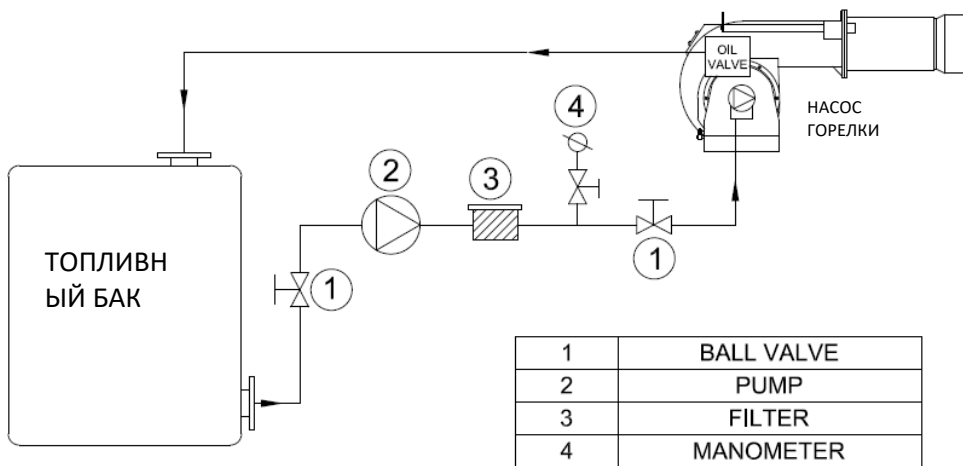 OIL
VALVE
НАСОС
ГОРЕЛКИ
4
2
3
ТОПЛИВН
ЫЙ БАК
1
1
1 BALL VALVE
2 PUMP
3 FILTER
4 MANOMETER